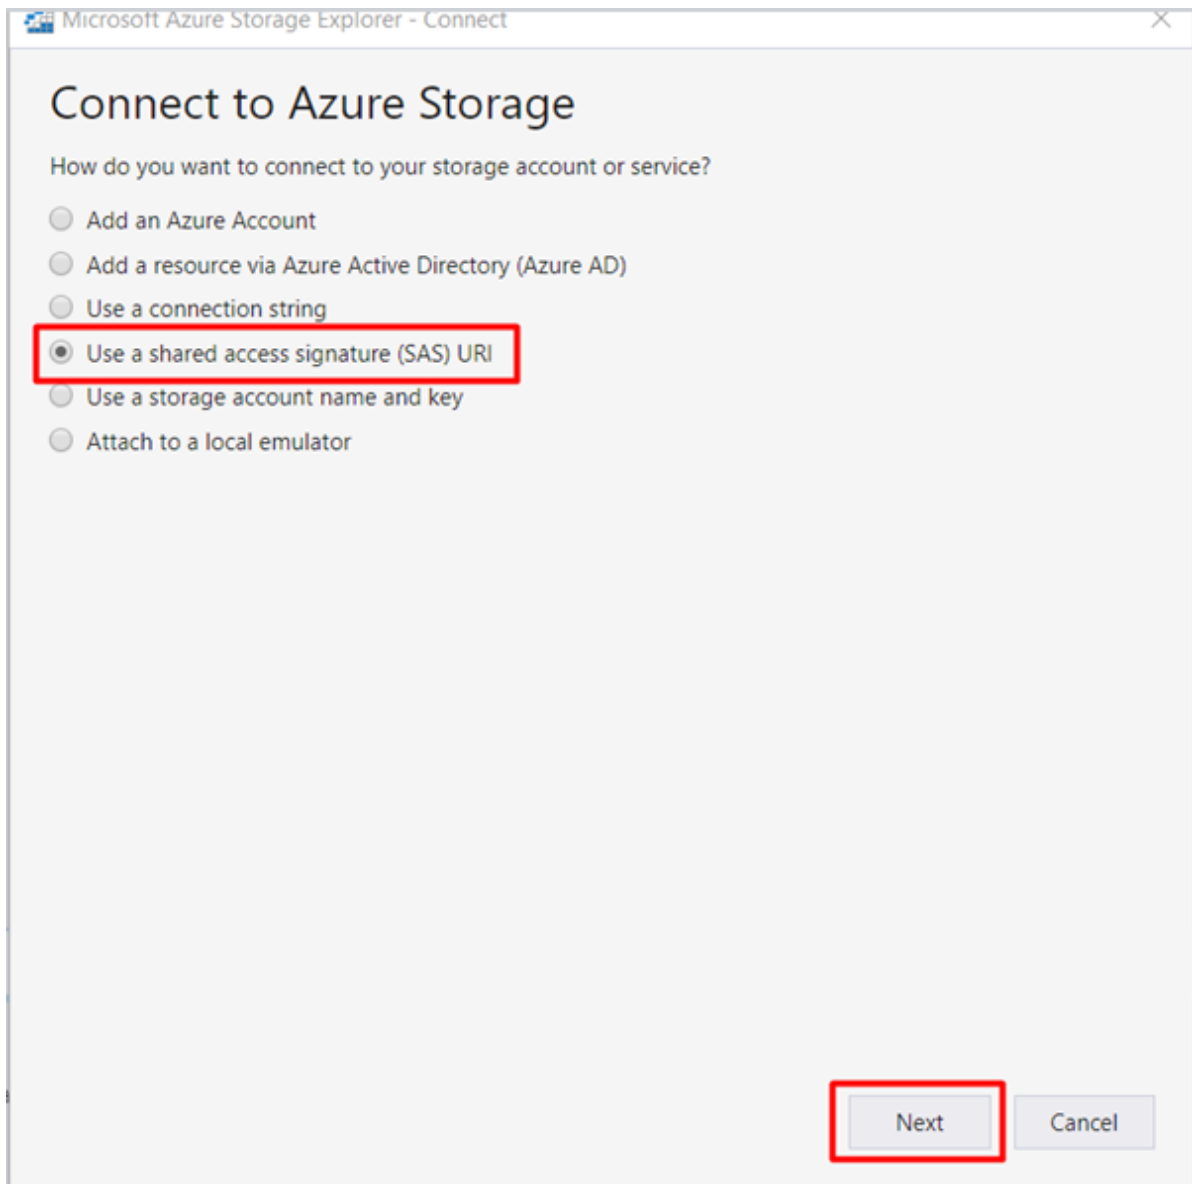 Microsoft Azure Storage Explorer - Connect
Connect to Azure Storage
How do you want to connect to your storage account or service?
Add an Azure Account
Add a resource via Azure Active Directory (Azure AD)
Use a connection string
Use a shared access signature (SAS) URI
Use a storage account name and key
Attach to a local emulator
Next
Cancel